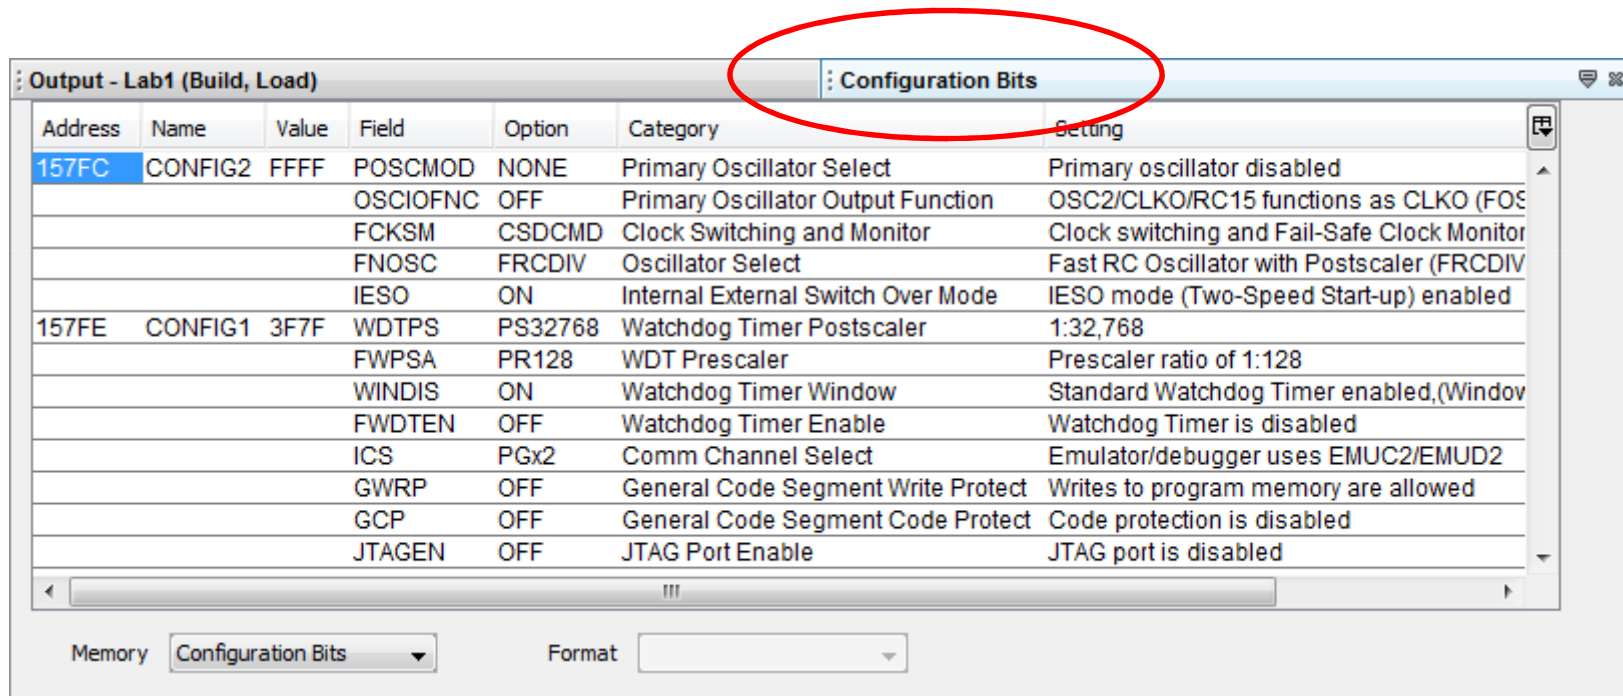 Output - Lab1 (Build, Load) Configuration Bits
Address Name Value Field Option Category Setting
157FC CONFIG2 FFFF POSCMOD NONE Primary Oscillator Select Primary oscillator disabled
OSCIOFNC OFF Primary Oscillator Output Function OSC2/CLKO/RC15 functions as CLKO (FOS
FCKSM CSDCMD Clock Switching and Monitor Clock switching and Fail-Safe Clock Monitor
FNOSC FRCDIV Oscillator Select Fast RC Oscillator with Postscaler (FRCDIV
IESO ON Internal External Switch Over Mode IESO mode (Two-Speed Start-up) enabled
157FE CONFIG1 3F7F WDTPS PS32768 Watchdog Timer Postscaler 1:32,768
FWPSA PR128 WDT Prescaler Prescaler ratio of 1:128
WINDIS ON Watchdog Timer Window Standard Watchdog Timer enabled,(Window
FWDTEN OFF Watchdog Timer Enable Watchdog Timer is disabled
ICS PGx2 Comm Channel Select Emulator/debugger uses EMUC2/EMUD2
GWRP OFF General Code Segment Write Protect Writes to program memory are allowed
GCP OFF General Code Segment Code Protect Code protection is disabled
JTAGEN OFF JTAG Port Enable JTAG port is disabled
Memory Configuration Bits Format